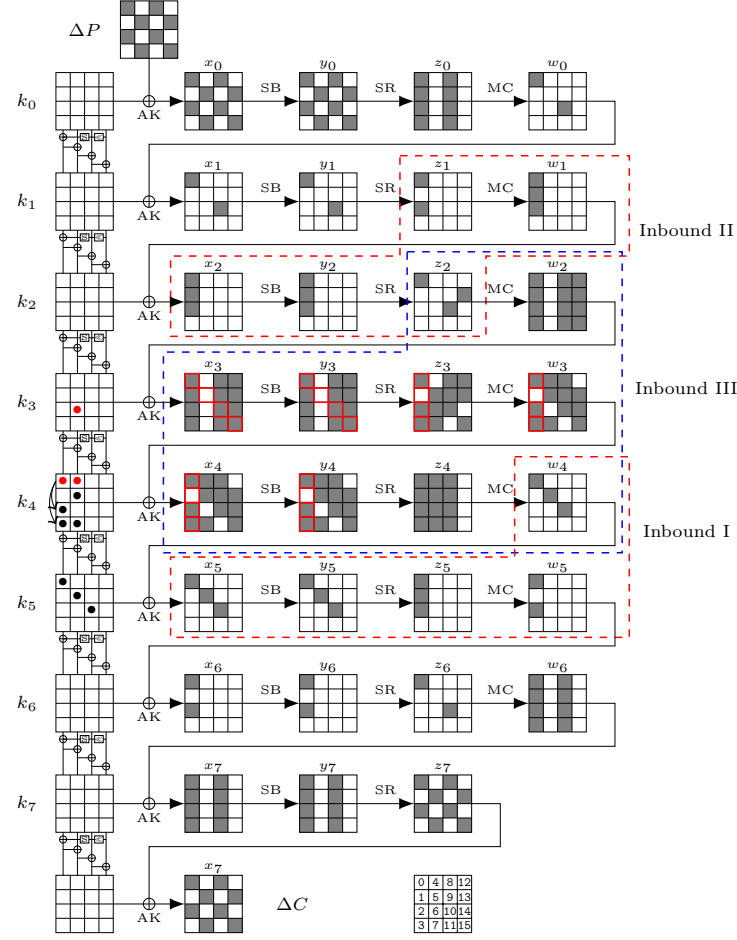 ΔP
x₀ y₀ z₀ w₀
k₀ AK SB SR MC
S ≪
x₁ y₁ z₁ w₁
k₁ AK SB SR MC
Inbound II
S ≪
x₂ y₂ z₂ w₂
k₂ AK SB SR MC
S ≪
x₃ y₃ z₃ w₃
k₃ AK SB SR MC
Inbound III
S ≪
x₄ y₄ z₄ w₄
k₄ AK SB SR MC
Inbound I
S ≪
x₅ y₅ z₅ w₅
k₅ AK SB SR MC
S ≪
x₆ y₆ z₆ w₆
k₆ AK SB SR MC
S ≪
x₇ y₇ z₇
k₇ AK SB SR
S ≪
x₇
AK ΔC
0 4 8 12
1 5 9 13
2 6 10 14
3 7 11 15